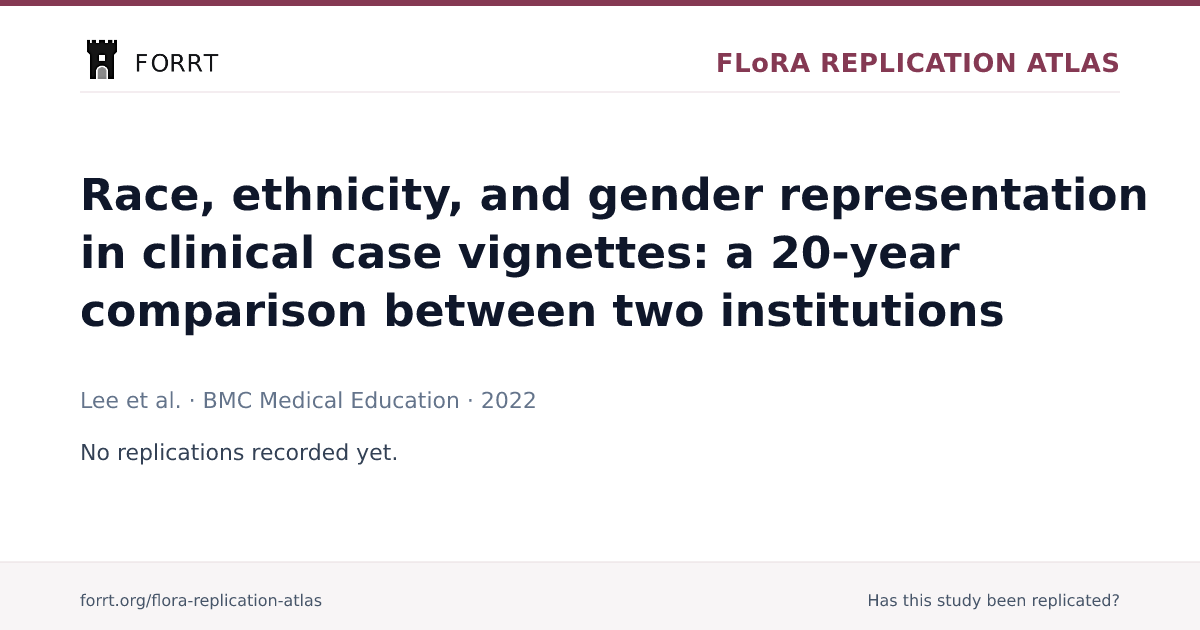 FORRT
FLoRA REPLICATION ATLAS
Race, ethnicity, and gender representation
in clinical case vignettes: a 20-year
comparison between two institutions
Lee et al. · BMC Medical Education · 2022
No replications recorded yet.
forrt.org/flora-replication-atlas
Has this study been replicated?